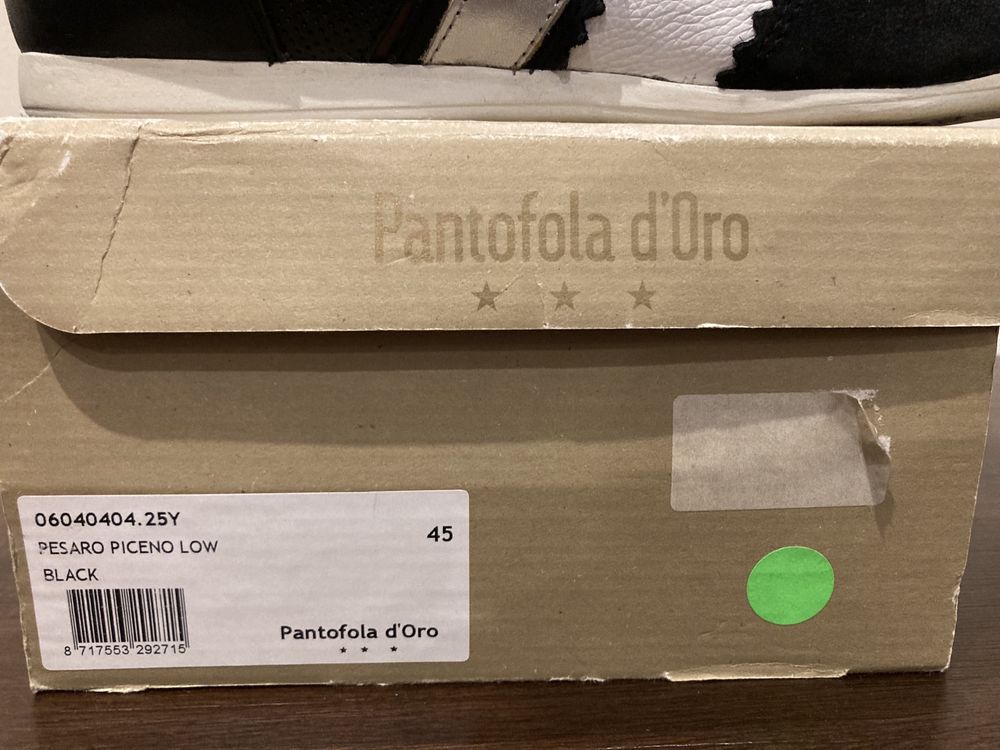 Pantofola d'Oro
06040404.25Y
45
PESARO PICENO LOW
BLACK
8 717553 292715
Pantofola d'Oro